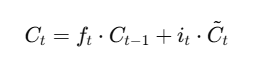 C_t = f_t · C_{t−1} + i_t · C̃_t